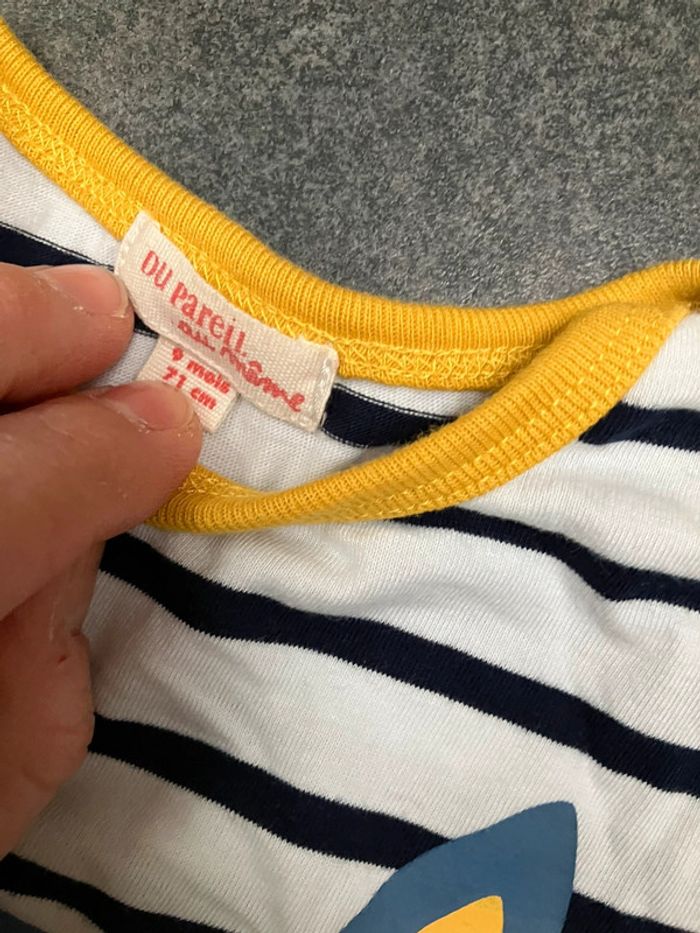 DU pareil
au même
9 mois
71 cm